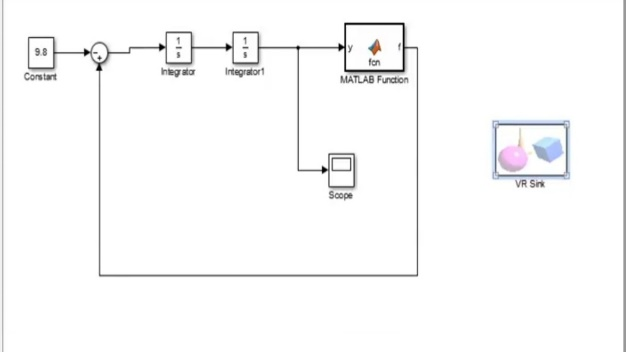 9.8
Constant
1
s
Integrator
1
s
Integrator1
y
f
fcn
MATLAB Function
Scope
VR Sink